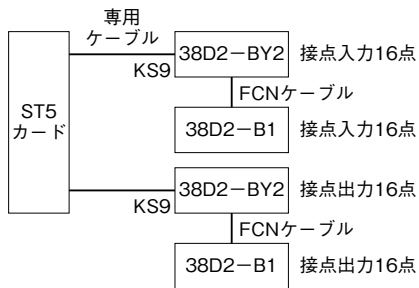 専用
ケーブル
KS9
38D2−BY2 接点入力16点
FCNケーブル
ST5
カード
38D2−B1 接点入力16点
38D2−BY2 接点出力16点
KS9
FCNケーブル
38D2−B1 接点出力16点